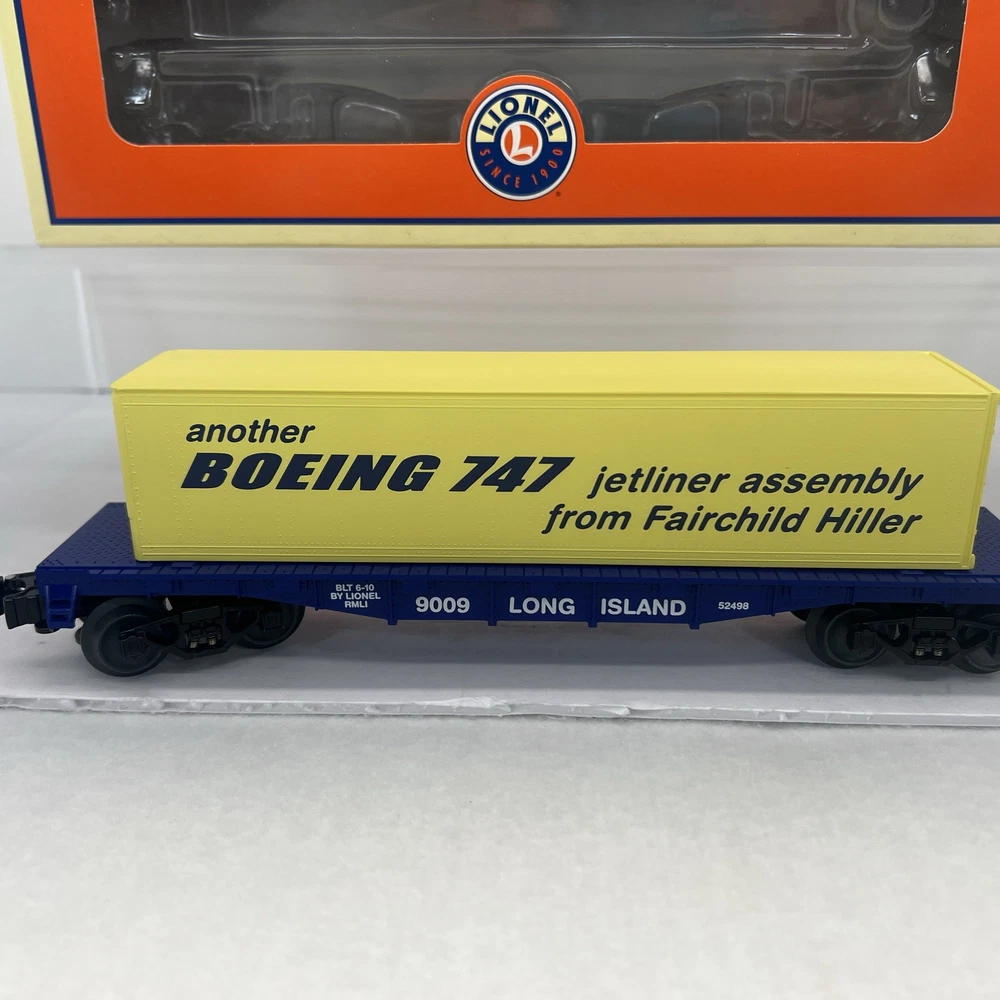 LIONEL
L
SINCE 1900
another
BOEING 747 jetliner assembly
from Fairchild Hiller
BLT 6-10
BY LIONEL
RMLI
9009 LONG ISLAND 52498